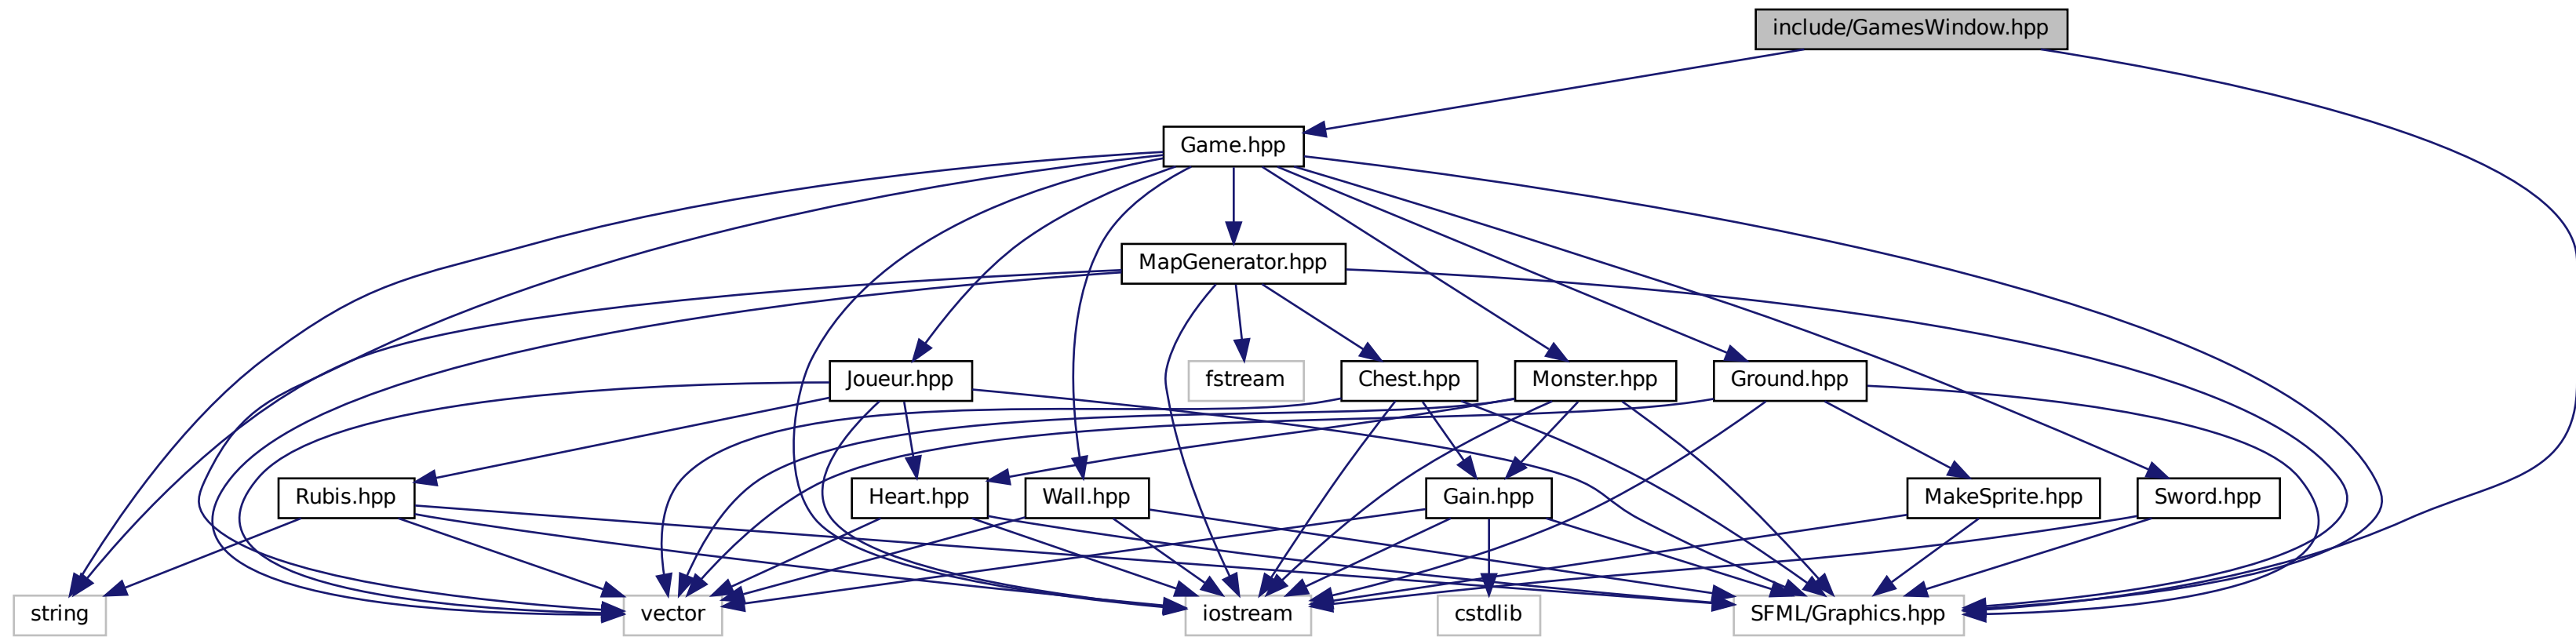 include/GamesWindow.hpp
Game.hpp
MapGenerator.hpp
Joueur.hpp
fstream
Chest.hpp
Monster.hpp
Ground.hpp
Rubis.hpp
Heart.hpp
Wall.hpp
Gain.hpp
MakeSprite.hpp
Sword.hpp
string
vector
iostream
cstdlib
SFML/Graphics.hpp